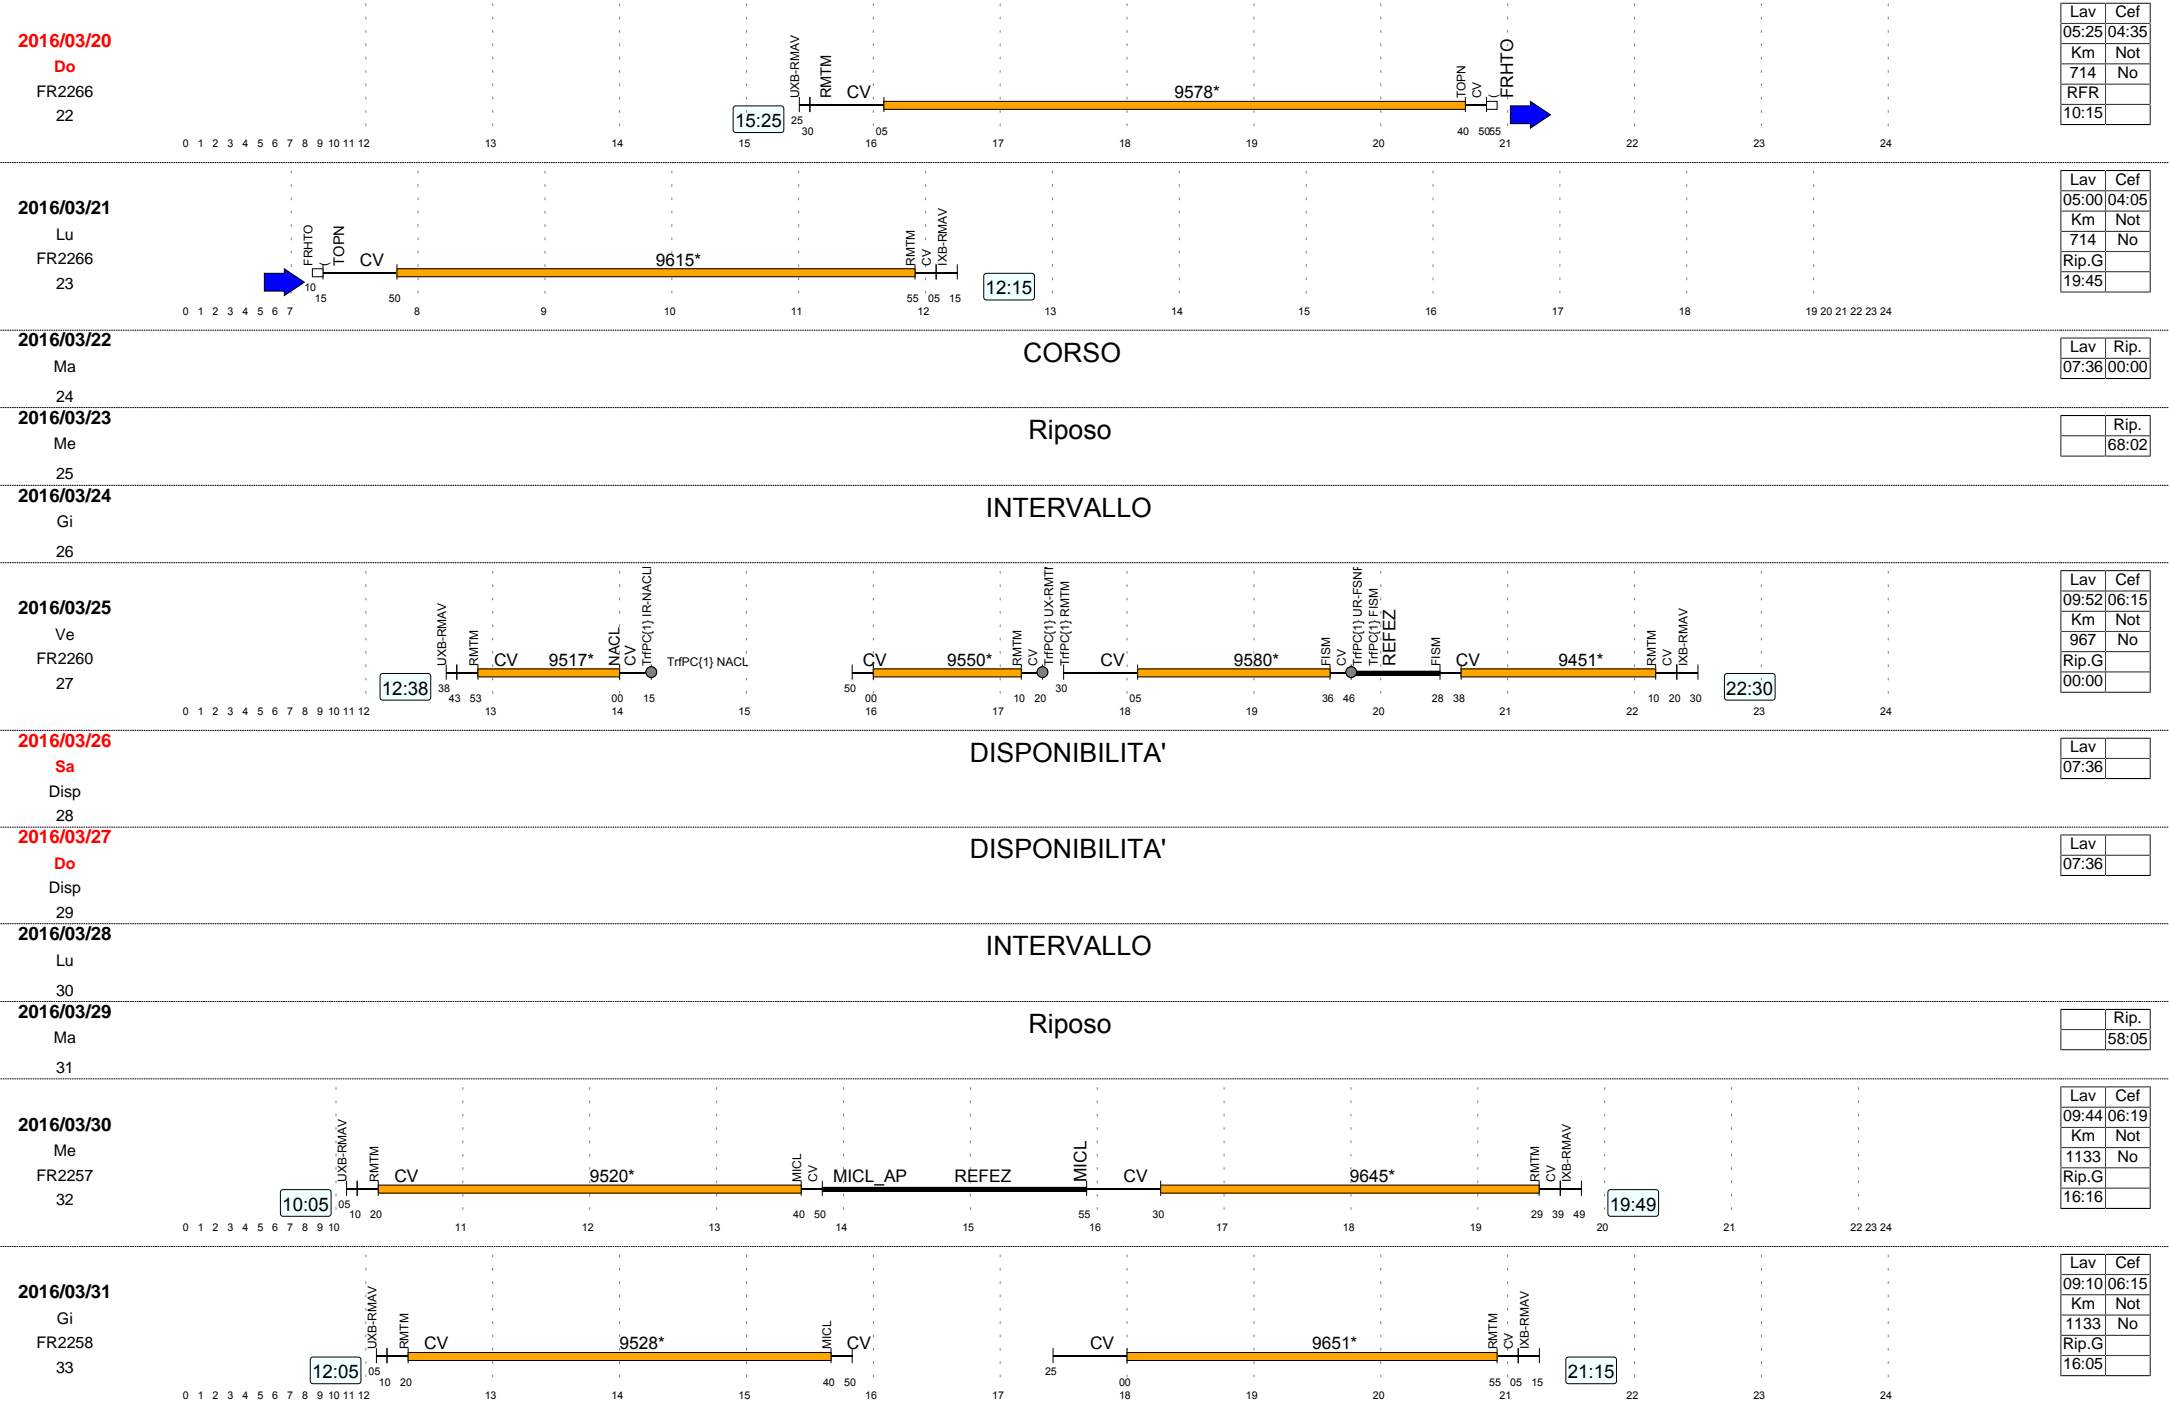 2016/03/20
Do
FR2266
22
15:25
UXB-RMAV RMTM CV 9578* TOPN CV ( FRHTO
25 30 05 40 50 55
0 1 2 3 4 5 6 7 8 9 10 11 12 13 14 15 16 17 18 19 20 21 22 23 24
Lav Cef
05:25 04:35
Km Not
714 No
RFR
10:15
2016/03/21
Lu
FR2266
23
FRHTO ( TOPN CV 9615* RMTM CV IXB-RMAV
10 15 50 55 05 15
12:15
0 1 2 3 4 5 6 7 8 9 10 11 12 13 14 15 16 17 18 19 20 21 22 23 24
Lav Cef
05:00 04:05
Km Not
714 No
Rip.G
19:45
2016/03/22
Ma
24
CORSO
Lav Rip.
07:36 00:00
2016/03/23
Me
25
Riposo
Rip.
68:02
2016/03/24
Gi
26
INTERVALLO
2016/03/25
Ve
FR2260
27
12:38
UXB-RMAV RMTM CV 9517* NACL CV TrfPC{1} IR-NACL TrfPC{1} NACL CV 9550* RMTM CV TrfPC{1} UX-RMT TrfPC{1} RMTM CV 9580* FISM CV TrfPC{1} UR-FSN TrfPC{1} FISM REFEZ FISM CV 9451* RMTM CV IXB-RMAV
38 43 53 00 15 50 00 10 20 30 05 36 46 28 38 10 20 30
22:30
0 1 2 3 4 5 6 7 8 9 10 11 12 13 14 15 16 17 18 19 20 21 22 23 24
Lav Cef
09:52 06:15
Km Not
967 No
Rip.G
00:00
2016/03/26
Sa
Disp
28
DISPONIBILITA'
Lav
07:36
2016/03/27
Do
Disp
29
DISPONIBILITA'
Lav
07:36
2016/03/28
Lu
30
INTERVALLO
2016/03/29
Ma
31
Riposo
Rip.
58:05
2016/03/30
Me
FR2257
32
10:05
UXB-RMAV RMTM CV 9520* MICL CV MICL_AP REFEZ MICL CV 9645* RMTM CV IXB-RMAV
05 10 20 40 50 55 30 29 39 49
19:49
0 1 2 3 4 5 6 7 8 9 10 11 12 13 14 15 16 17 18 19 20 21 22 23 24
Lav Cef
09:44 06:19
Km Not
1133 No
Rip.G
16:16
2016/03/31
Gi
FR2258
33
12:05
UXB-RMAV RMTM CV 9528* MICL CV CV 9651* RMTM CV IXB-RMAV
05 10 20 40 50 25 00 55 05 15
21:15
0 1 2 3 4 5 6 7 8 9 10 11 12 13 14 15 16 17 18 19 20 21 22 23 24
Lav Cef
09:10 06:15
Km Not
1133 No
Rip.G
16:05